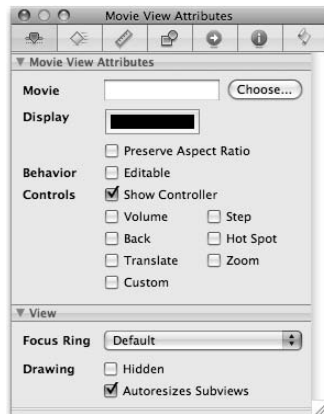 Movie View Attributes
Movie View Attributes
Movie Choose...
Display
Preserve Aspect Ratio
Behavior Editable
Controls Show Controller
Volume Step
Back Hot Spot
Translate Zoom
Custom
View
Focus Ring Default
Drawing Hidden
Autoresizes Subviews